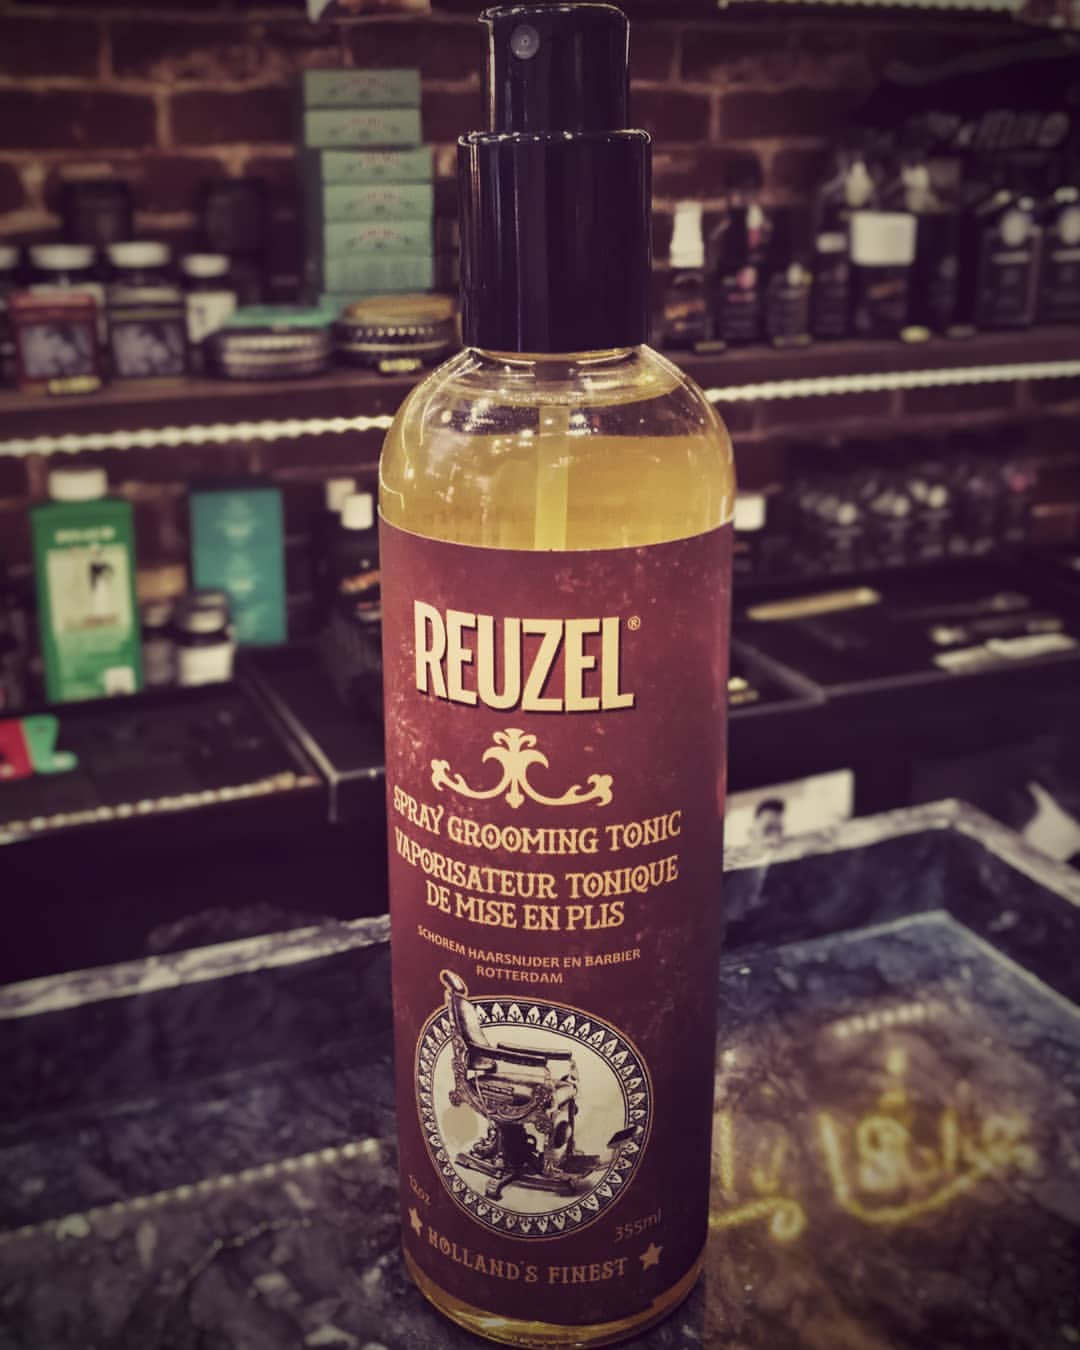 REUZEL®
SPRAY GROOMING TONIC
VAPORISATEUR TONIQUE
DE MISE EN PLIS
SCHOREM HAARSNIJDER EN BARBIER
ROTTERDAM
12oz
355ml
HOLLAND'S FINEST